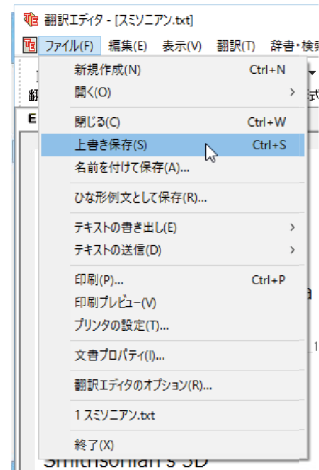 翻訳エディタ - [スミソニアン.txt]
ファイル(F) 編集(E) 表示(V) 翻訳(T) 辞書・検
新規作成(N) Ctrl+N
開く(O)
閉じる(C) Ctrl+W
上書き保存(S) Ctrl+S
名前を付けて保存(A)...
ひな形例文として保存(R)...
テキストの書き出し(E)
テキストの送信(D)
印刷(P)... Ctrl+P
印刷プレビュー(V)
プリンタの設定(T)...
文書プロパティ(I)...
翻訳エディタのオプション(R)...
1 スミソニアン.txt
終了(X)
Smithsonian's 3D